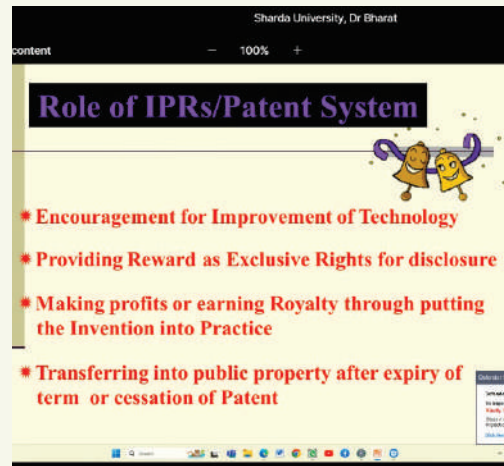 Sharda University, Dr Bharat
content
100%
Role of IPRs/Patent System
Encouragement for Improvement of Technology
Providing Reward as Exclusive Rights for disclosure
Making profits or earning Royalty through putting
the Invention into Practice
Transferring into public property after expiry of
term or cessation of Patent
Search